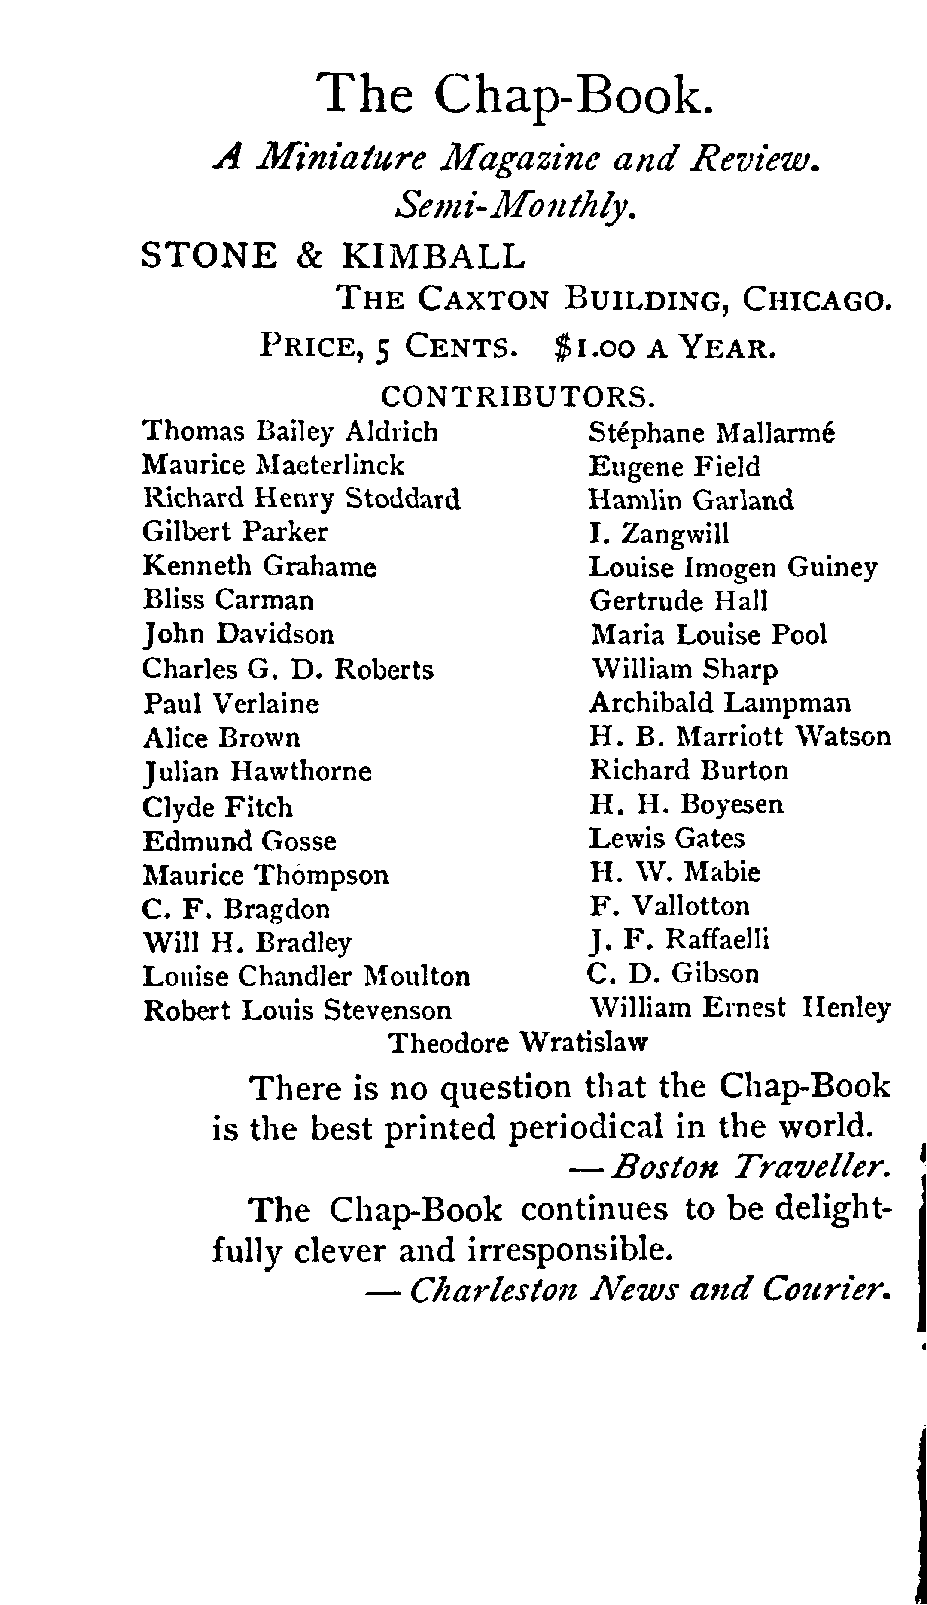 The Chap-Book.
A Miniature Magazine and Review.
Semi-Monthly.
STONE & KIMBALL
THE CAXTON BUILDING, CHICAGO.
PRICE, 5 CENTS. $1.00 A YEAR.
CONTRIBUTORS.
Thomas Bailey Aldrich
Maurice Maeterlinck
Richard Henry Stoddard
Gilbert Parker
Kenneth Grahame
Bliss Carman
John Davidson
Charles G. D. Roberts
Paul Verlaine
Alice Brown
Julian Hawthorne
Clyde Fitch
Edmund Gosse
Maurice Thompson
C. F. Bragdon
Will H. Bradley
Louise Chandler Moulton
Robert Louis Stevenson
Stéphane Mallarmé
Eugene Field
Hamlin Garland
I. Zangwill
Louise Imogen Guiney
Gertrude Hall
Maria Louise Pool
William Sharp
Archibald Lampman
H. B. Marriott Watson
Richard Burton
H. H. Boyesen
Lewis Gates
H. W. Mabie
F. Vallotton
J. F. Raffaelli
C. D. Gibson
William Ernest Henley
Theodore Wratislaw
There is no question that the Chap-Book
is the best printed periodical in the world.
— Boston Traveller.
The Chap-Book continues to be delight-
fully clever and irresponsible.
— Charleston News and Courier.